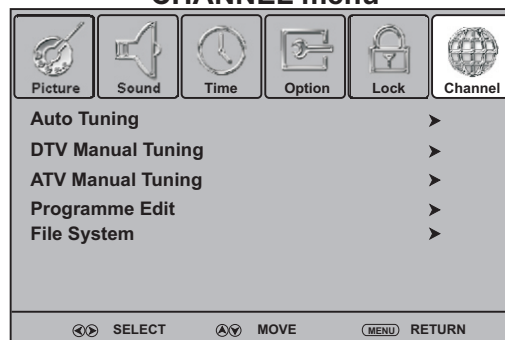 CHANNEL menu
Picture Sound Time Option Lock Channel
Auto Tuning
DTV Manual Tuning
ATV Manual Tuning
Programme Edit
File System
SELECT MOVE MENU RETURN